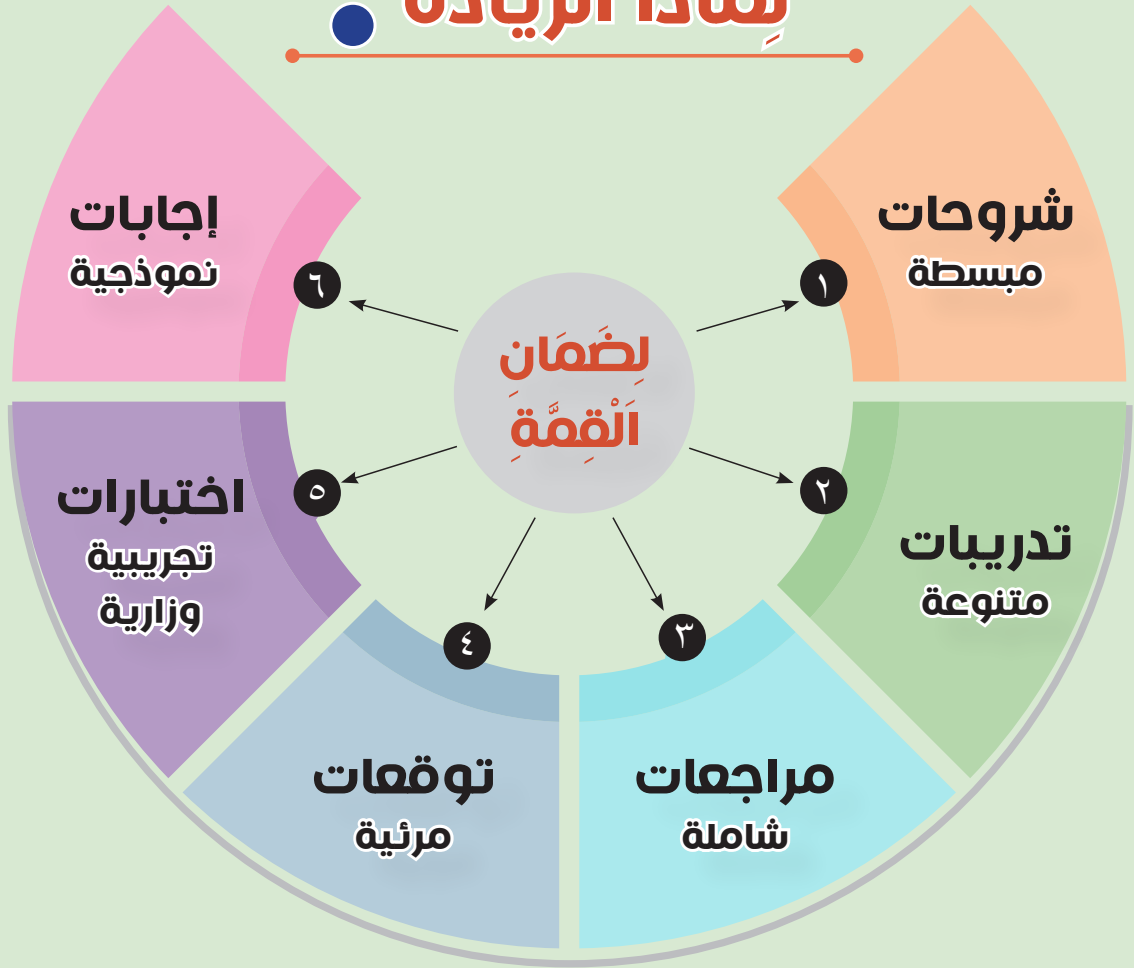 لِماذا
لِضَمَانِ
اَلْقِمَّةِ
١
شروحات
مبسطة
٢
تدريبات
متنوعة
٣
مراجعات
شاملة
٤
توقعات
مرئية
٥
اختبارات
تجريبية
وزارية
٦
إجابات
نموذجية